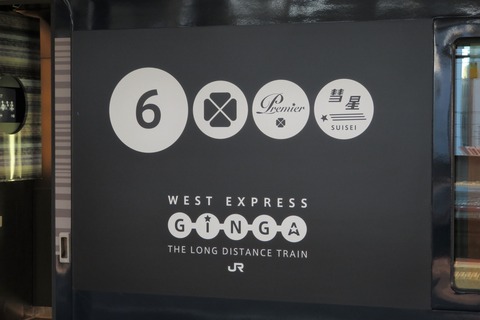 6
Premier
彗星
SUISEI
WEST EXPRESS
GiNGA
THE LONG DISTANCE TRAIN
JR